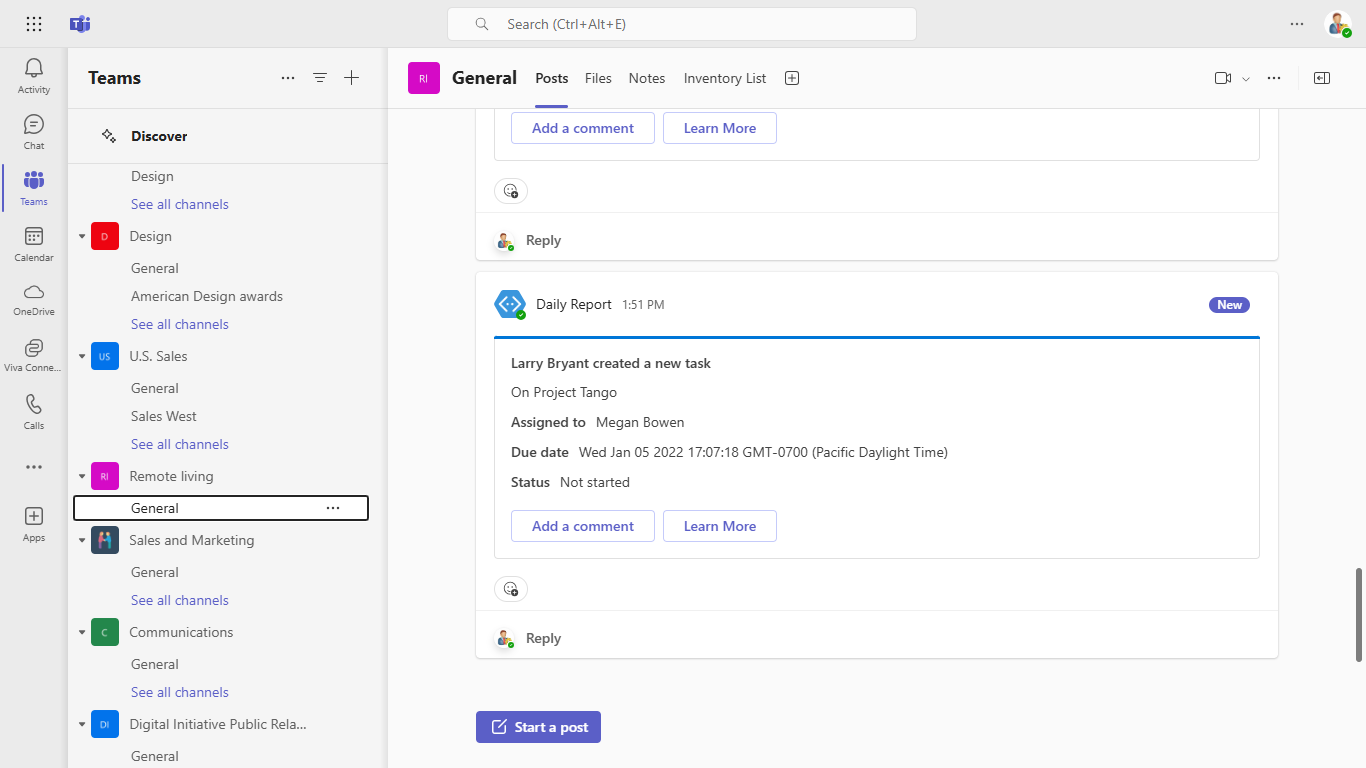 Search (Ctrl+Alt+E)
Activity
Chat
Teams
Calendar
OneDrive
Viva Conne...
Calls
Apps
Teams
Discover
Design
See all channels
D
Design
General
American Design awards
See all channels
US
U.S. Sales
General
Sales West
See all channels
RI
Remote living
General
Sales and Marketing
General
See all channels
C
Communications
General
See all channels
DI
Digital Initiative Public Rela...
General
RI
General
Posts
Files
Notes
Inventory List
Add a comment
Learn More
Reply
Daily Report 1:51 PM
New
Larry Bryant created a new task
On Project Tango
Assigned to Megan Bowen
Due date Wed Jan 05 2022 17:07:18 GMT-0700 (Pacific Daylight Time)
Status Not started
Add a comment
Learn More
Reply
Start a post